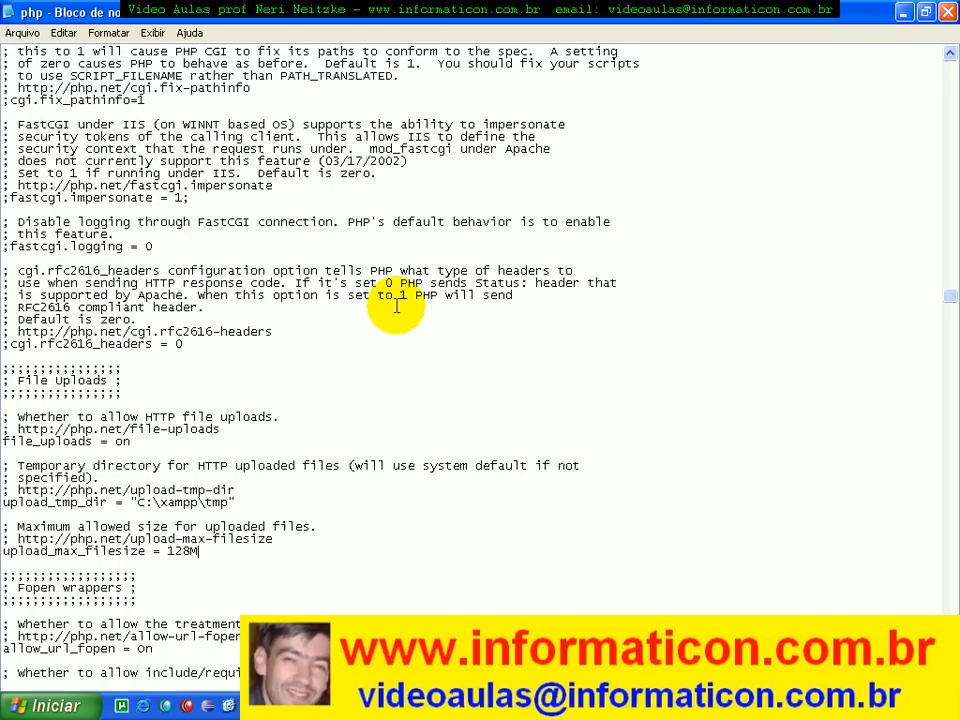 php - Bloco de no
Video Aulas prof Neri Neitzke – www.informaticon.com.br email: videoaulas@informaticon.com.br
Arquivo Editar Formatar Exibir Ajuda
; this to 1 will cause PHP CGI to fix its paths to conform to the spec. A setting
; of zero causes PHP to behave as before. Default is 1. You should fix your scripts
; to use SCRIPT_FILENAME rather than PATH_TRANSLATED.
; http://php.net/cgi.fix-pathinfo
;cgi.fix_pathinfo=1
; FastCGI under IIS (on WINNT based OS) supports the ability to impersonate
; security tokens of the calling client. This allows IIS to define the
; security context that the request runs under. mod_fastcgi under Apache
; does not currently support this feature (03/17/2002)
; Set to 1 if running under IIS. Default is zero.
; http://php.net/fastcgi.impersonate
;fastcgi.impersonate = 1;
; Disable logging through FastCGI connection. PHP's default behavior is to enable
; this feature.
;fastcgi.logging = 0
; cgi.rfc2616_headers configuration option tells PHP what type of headers to
; use when sending HTTP response code. If it's set 0 PHP sends Status: header that
; is supported by Apache. When this option is set to 1 PHP will send
; RFC2616 compliant header.
; Default is zero.
; http://php.net/cgi.rfc2616-headers
;cgi.rfc2616_headers = 0
;;;;;;;;;;;;;;;;
; File Uploads ;
;;;;;;;;;;;;;;;;
; Whether to allow HTTP file uploads.
; http://php.net/file-uploads
file_uploads = on
; Temporary directory for HTTP uploaded files (will use system default if not
; specified).
; http://php.net/upload-tmp-dir
upload_tmp_dir = "C:\xampp\tmp"
; Maximum allowed size for uploaded files.
; http://php.net/upload-max-filesize
upload_max_filesize = 128M
;;;;;;;;;;;;;;;;;;
; Fopen wrappers ;
;;;;;;;;;;;;;;;;;;
; Whether to allow the treatment
; http://php.net/allow-url-fopen
allow_url_fopen = On
; Whether to allow include/requi
www.informaticon.com.br
videoaulas@informaticon.com.br
Iniciar